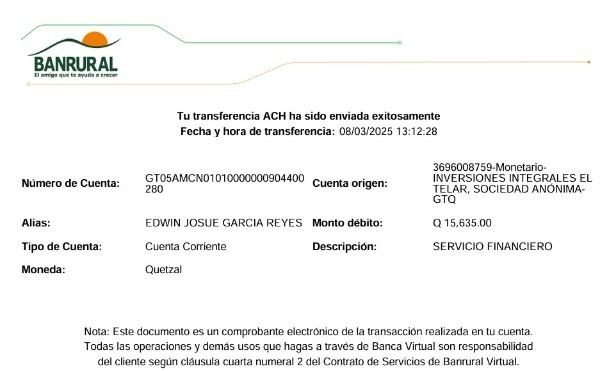 BANRURAL
El amigo que te ayuda a crecer
Tu transferencia ACH ha sido enviada exitosamente
Fecha y hora de transferencia: 08/03/2025 13:12:28
Número de Cuenta: GT05AMCN01010000000904400
280
Cuenta origen: 3696008759-Monetario-
INVERSIONES INTEGRALES EL
TELAR, SOCIEDAD ANÓNIMA-
GTQ
Alias: EDWIN JOSUE GARCIA REYES Monto débito: Q 15,635.00
Tipo de Cuenta: Cuenta Corriente Descripción: SERVICIO FINANCIERO
Moneda: Quetzal
Nota: Este documento es un comprobante electrónico de la transacción realizada en tu cuenta.
Todas las operaciones y demás usos que hagas a través de Banca Virtual son responsabilidad
del cliente según cláusula cuarta numeral 2 del Contrato de Servicios de Banrural Virtual.